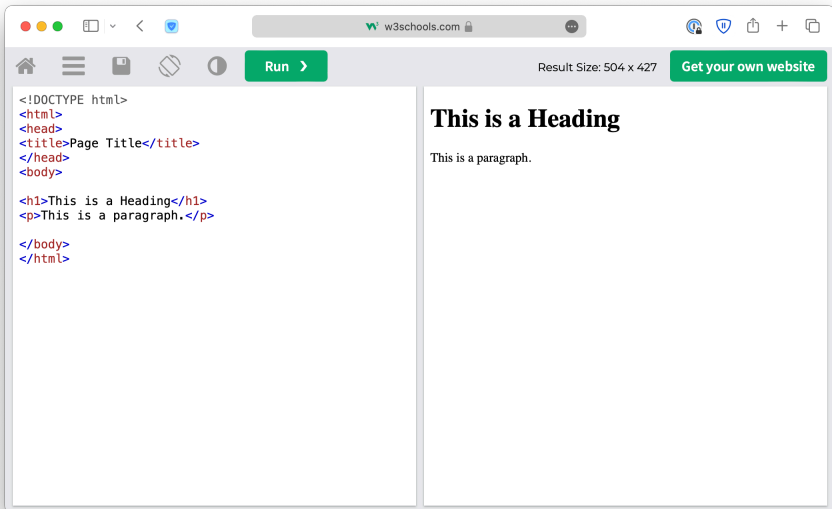 w3schools.com
Run ❯
Result Size: 504 x 427
Get your own website
<!DOCTYPE html>
<html>
<head>
<title>Page Title</title>
</head>
<body>
<h1>This is a Heading</h1>
<p>This is a paragraph.</p>
</body>
</html>
This is a Heading
This is a paragraph.